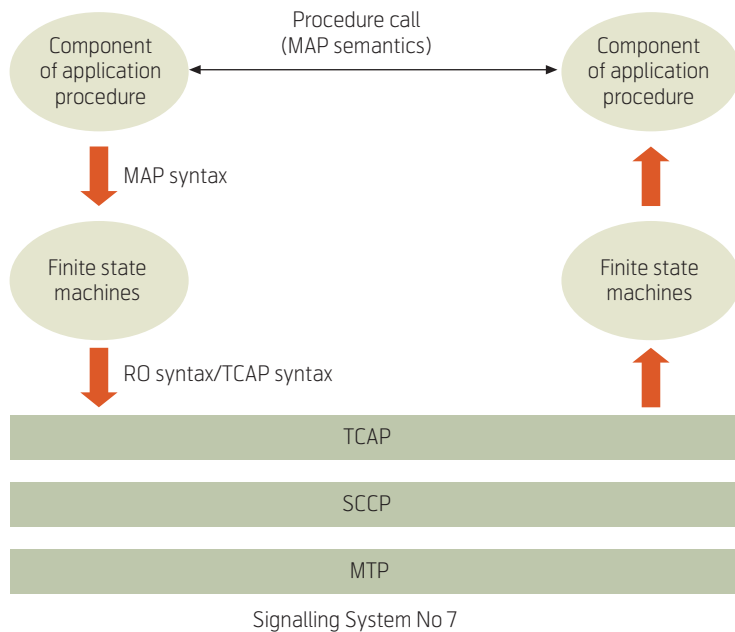 Procedure call
(MAP semantics)
Component
of application
procedure
Component
of application
procedure
MAP syntax
Finite state
machines
Finite state
machines
RO syntax/TCAP syntax
TCAP
SCCP
MTP
Signalling System No 7